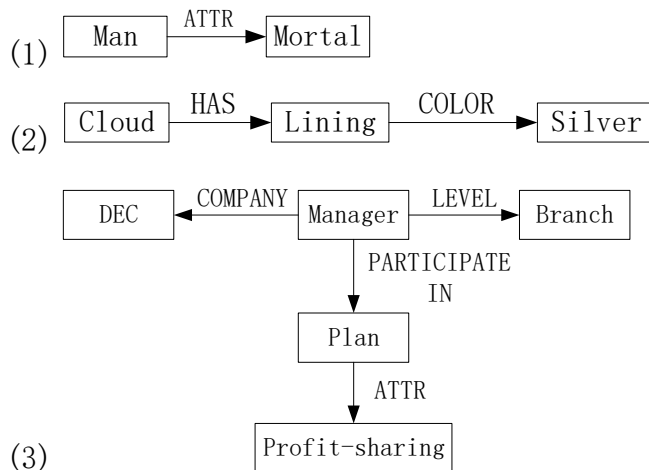 (1) Man ATTR Mortal
(2) Cloud HAS Lining COLOR Silver
DEC COMPANY Manager LEVEL Branch
PARTICIPATE
IN
Plan
ATTR
(3) Profit-sharing